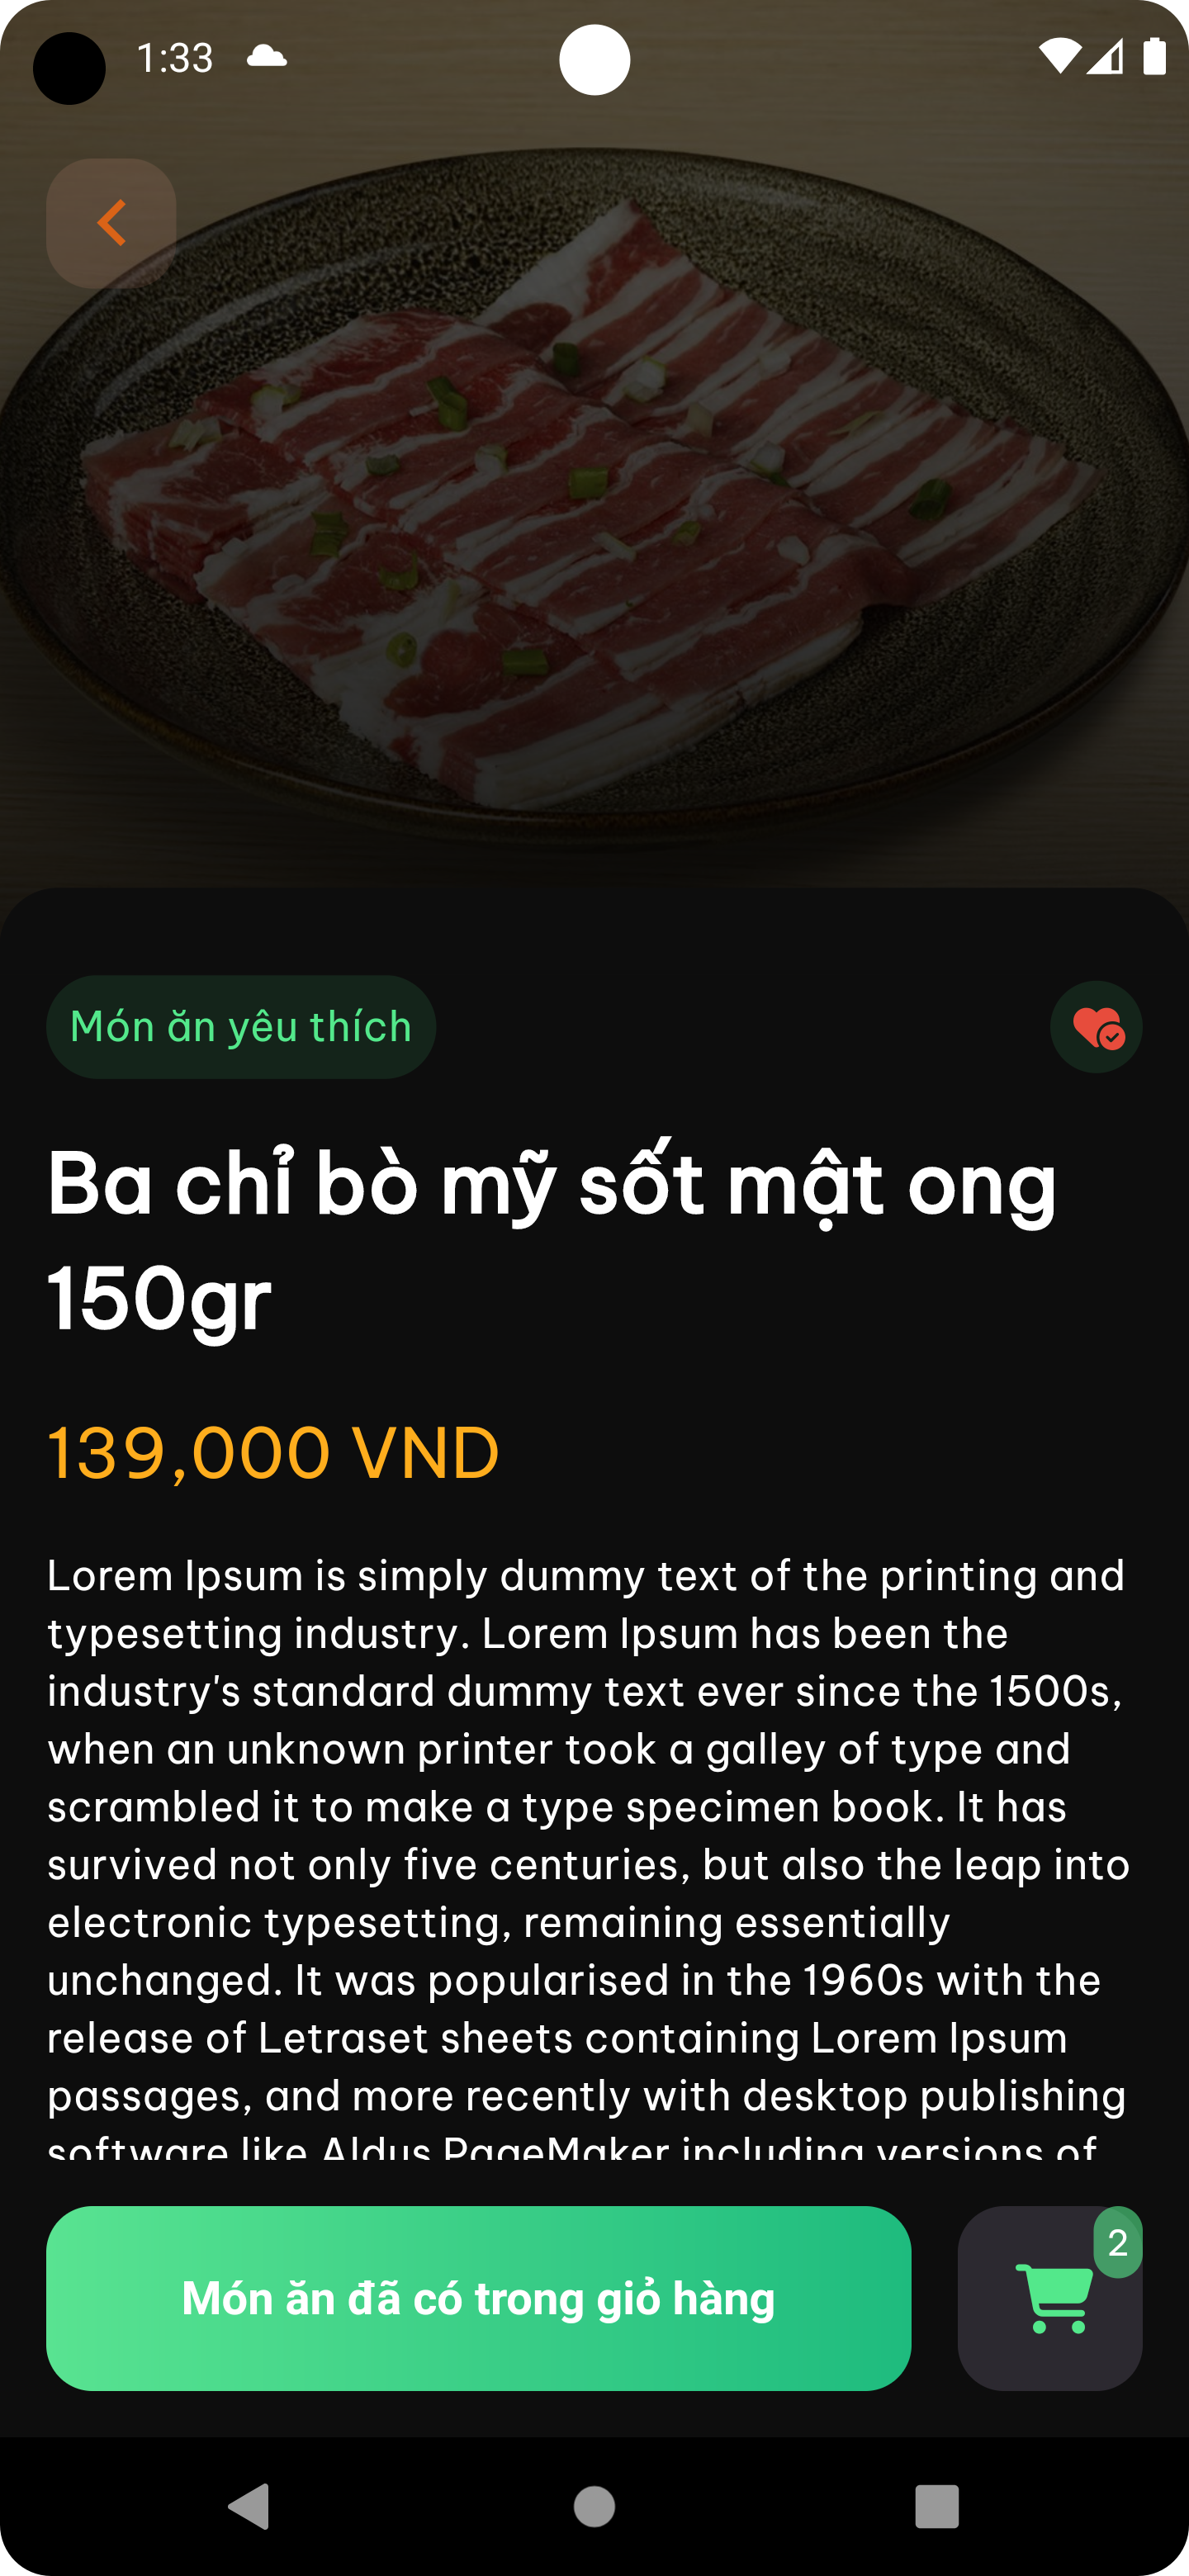 1:33
Món ăn yêu thích
Ba chỉ bò mỹ sốt mật ong
150gr
139,000 VND
Lorem Ipsum is simply dummy text of the printing and
typesetting industry. Lorem Ipsum has been the
industry's standard dummy text ever since the 1500s,
when an unknown printer took a galley of type and
scrambled it to make a type specimen book. It has
survived not only five centuries, but also the leap into
electronic typesetting, remaining essentially
unchanged. It was popularised in the 1960s with the
release of Letraset sheets containing Lorem Ipsum
passages, and more recently with desktop publishing
software like Aldus PageMaker including versions of
Món ăn đã có trong giỏ hàng
2